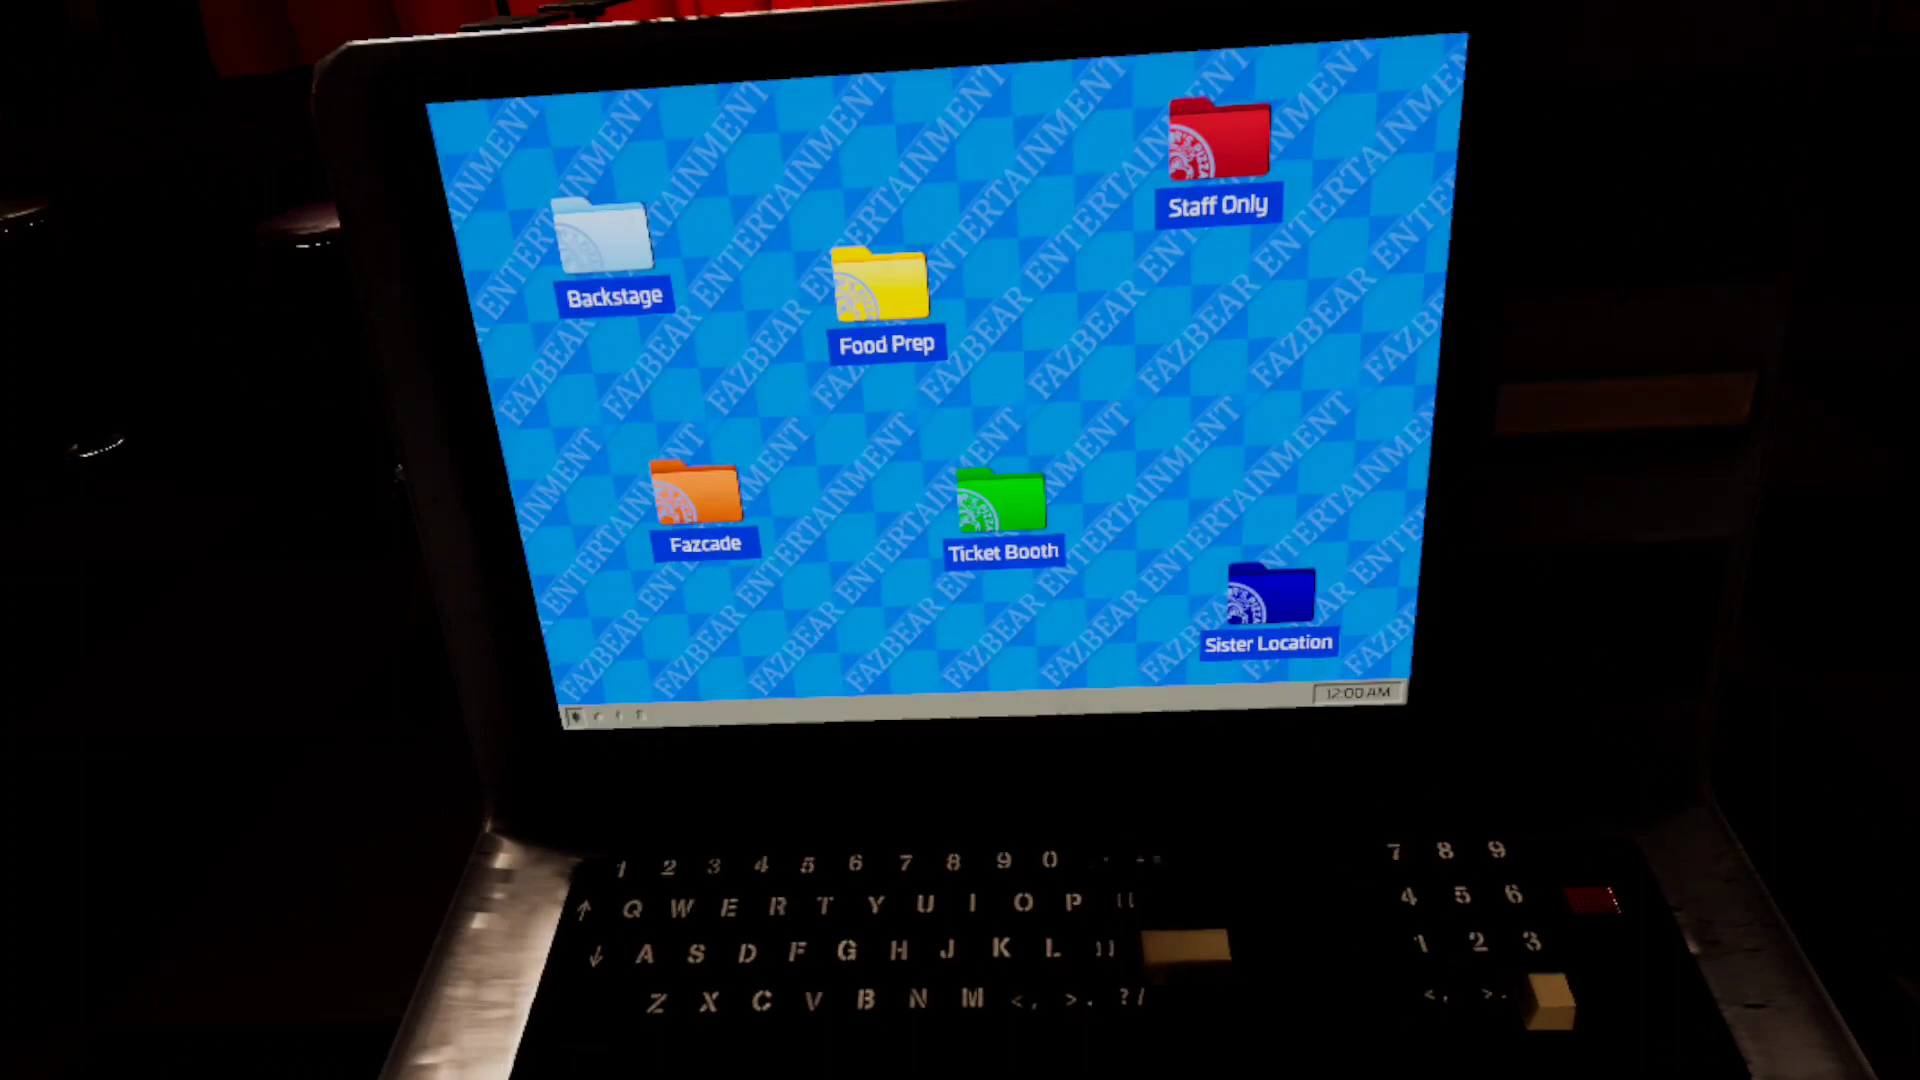 Staff Only
Backstage
Food Prep
Fazcade
Ticket Booth
Sister Location
12:00 AM
FAZBEAR ENTERTAINMENT
1 2 3 4 5 6 7 8 9 0
7 8 9
Q W E R T Y U I O P [ [
4 5 6
A S D F G H J K L ] ]
1 2 3
Z X C V B N M < , > . ? /
< , > .